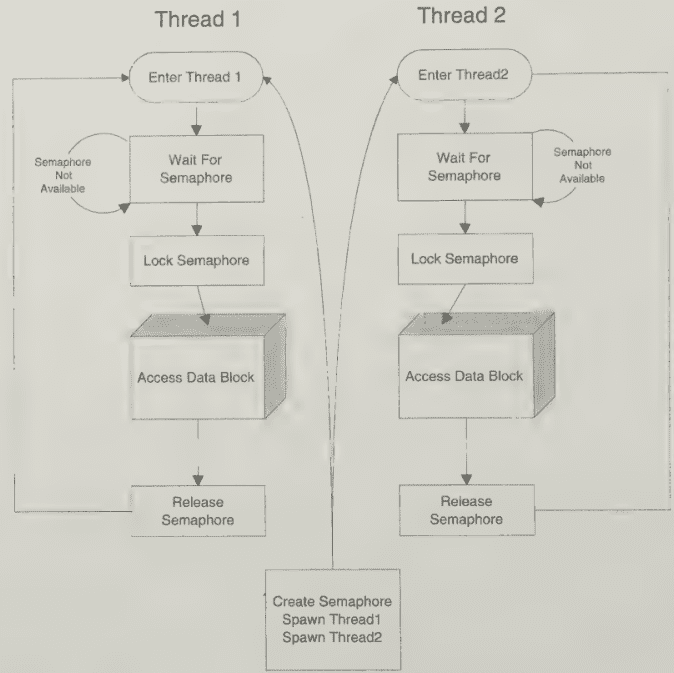 Thread 1
Enter Thread 1
Semaphore
Not
Available
Wait For
Semaphore
Lock Semaphore
Access Data Block
Release
Semaphore
Thread 2
Enter Thread2
Wait For
Semaphore
Semaphore
Not
Available
Lock Semaphore
Access Data Block
Release
Semaphore
Create Semaphore
Spawn Thread1
Spawn Thread2